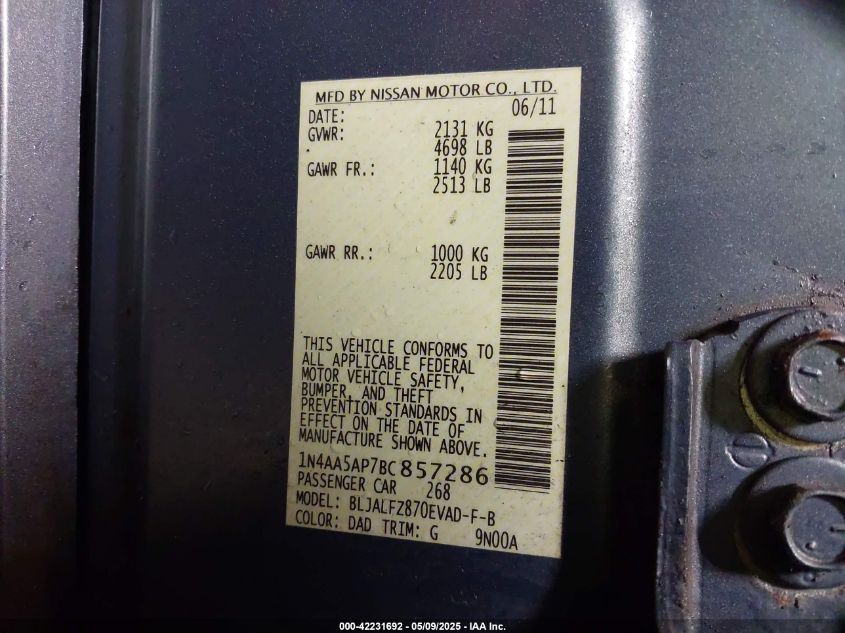 MFD BY NISSAN MOTOR CO., LTD.
DATE: 06/11
GVWR: 2131 KG
4698 LB
GAWR FR.: 1140 KG
2513 LB
GAWR RR.: 1000 KG
2205 LB
THIS VEHICLE CONFORMS TO
ALL APPLICABLE FEDERAL
MOTOR VEHICLE SAFETY,
BUMPER, AND THEFT
PREVENTION STANDARDS IN
EFFECT ON THE DATE OF
MANUFACTURE SHOWN ABOVE.
1N4AA5AP7BC857286
PASSENGER CAR 268
MODEL: BLJALFZ870EVAD-F-B
COLOR: DAD TRIM: G 9N00A
000-42231692 - 05/09/2025 - IAA Inc.